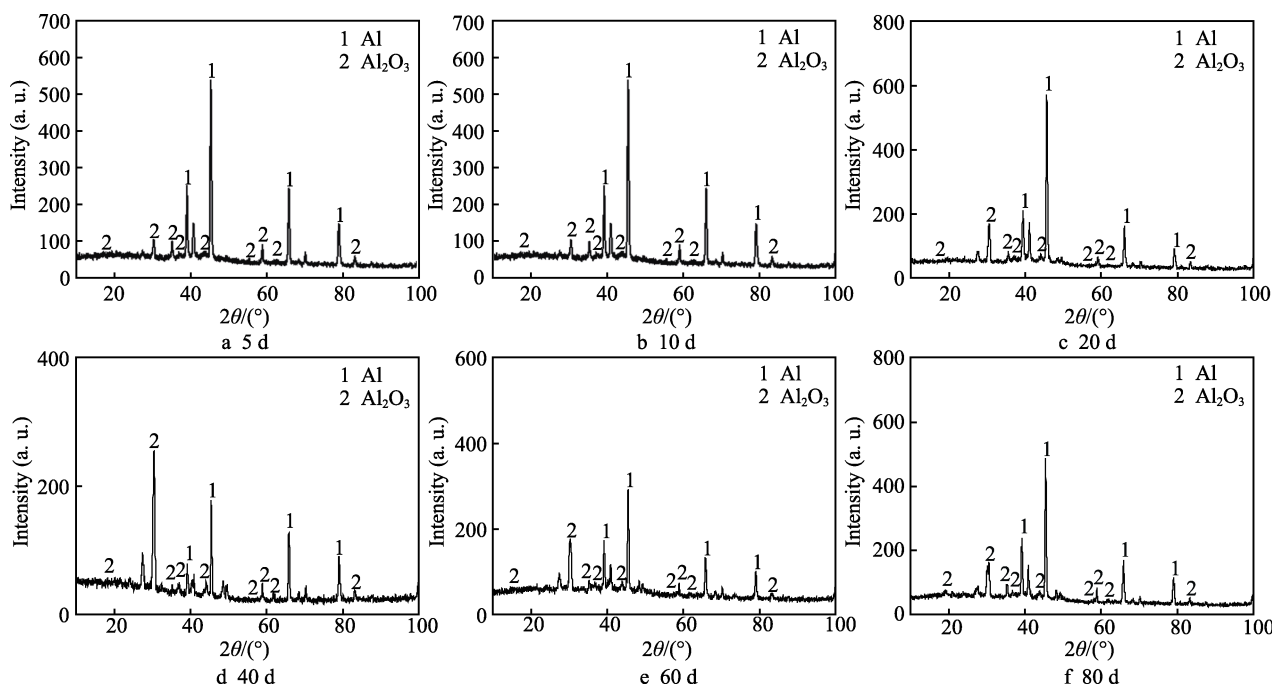 700
600
500
400
300
200
100
0
Intensity (a. u.)
1 Al
2 Al₂O₃
2 2 2 2 1 2 1 2 2 2 1 1 2
20 40 60 80 100
2θ/(°)
a 5 d
700
600
500
400
300
200
100
0
Intensity (a. u.)
1 Al
2 Al₂O₃
2 2 2 2 1 2 1 2 2 2 1 1 2
20 40 60 80 100
2θ/(°)
b 10 d
800
600
400
200
0
Intensity (a. u.)
1 Al
2 Al₂O₃
2 2 2 2 1 2 1 2 2 2 1 1 2
20 40 60 80 100
2θ/(°)
c 20 d
400
200
0
Intensity (a. u.)
1 Al
2 Al₂O₃
2 2 2 2 1 2 1 2 2 2 1 1 2
20 40 60 80 100
2θ/(°)
d 40 d
600
400
200
0
Intensity (a. u.)
1 Al
2 Al₂O₃
2 2 2 2 1 2 1 2 2 2 1 1 2
20 40 60 80 100
2θ/(°)
e 60 d
800
600
400
200
0
Intensity (a. u.)
1 Al
2 Al₂O₃
2 2 2 2 1 2 1 2 2 2 1 1 2
20 40 60 80 100
2θ/(°)
f 80 d